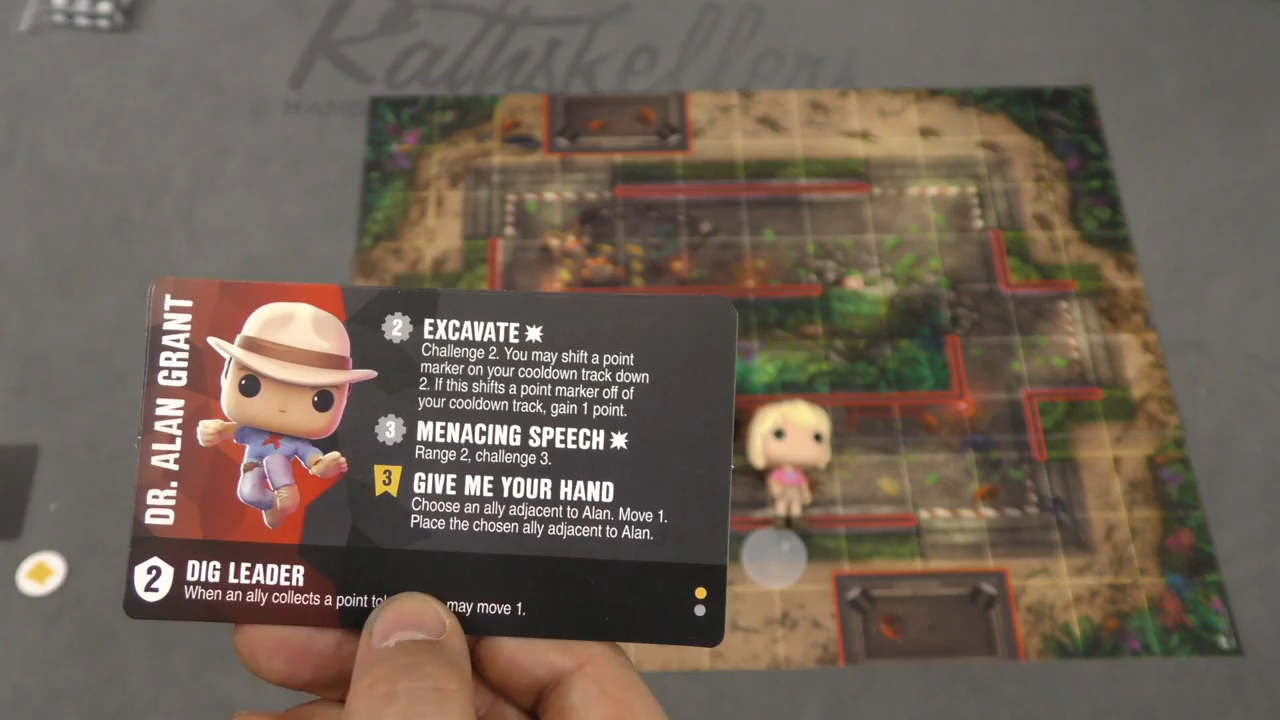 Rathskellers
DR. ALAN GRANT
2 EXCAVATE
Challenge 2. You may shift a point
marker on your cooldown track down
2. If this shifts a point marker off of
your cooldown track, gain 1 point.
3 MENACING SPEECH
Range 2, challenge 3.
3 GIVE ME YOUR HAND
Choose an ally adjacent to Alan. Move 1.
Place the chosen ally adjacent to Alan.
2 DIG LEADER
When an ally collects a point may move 1.